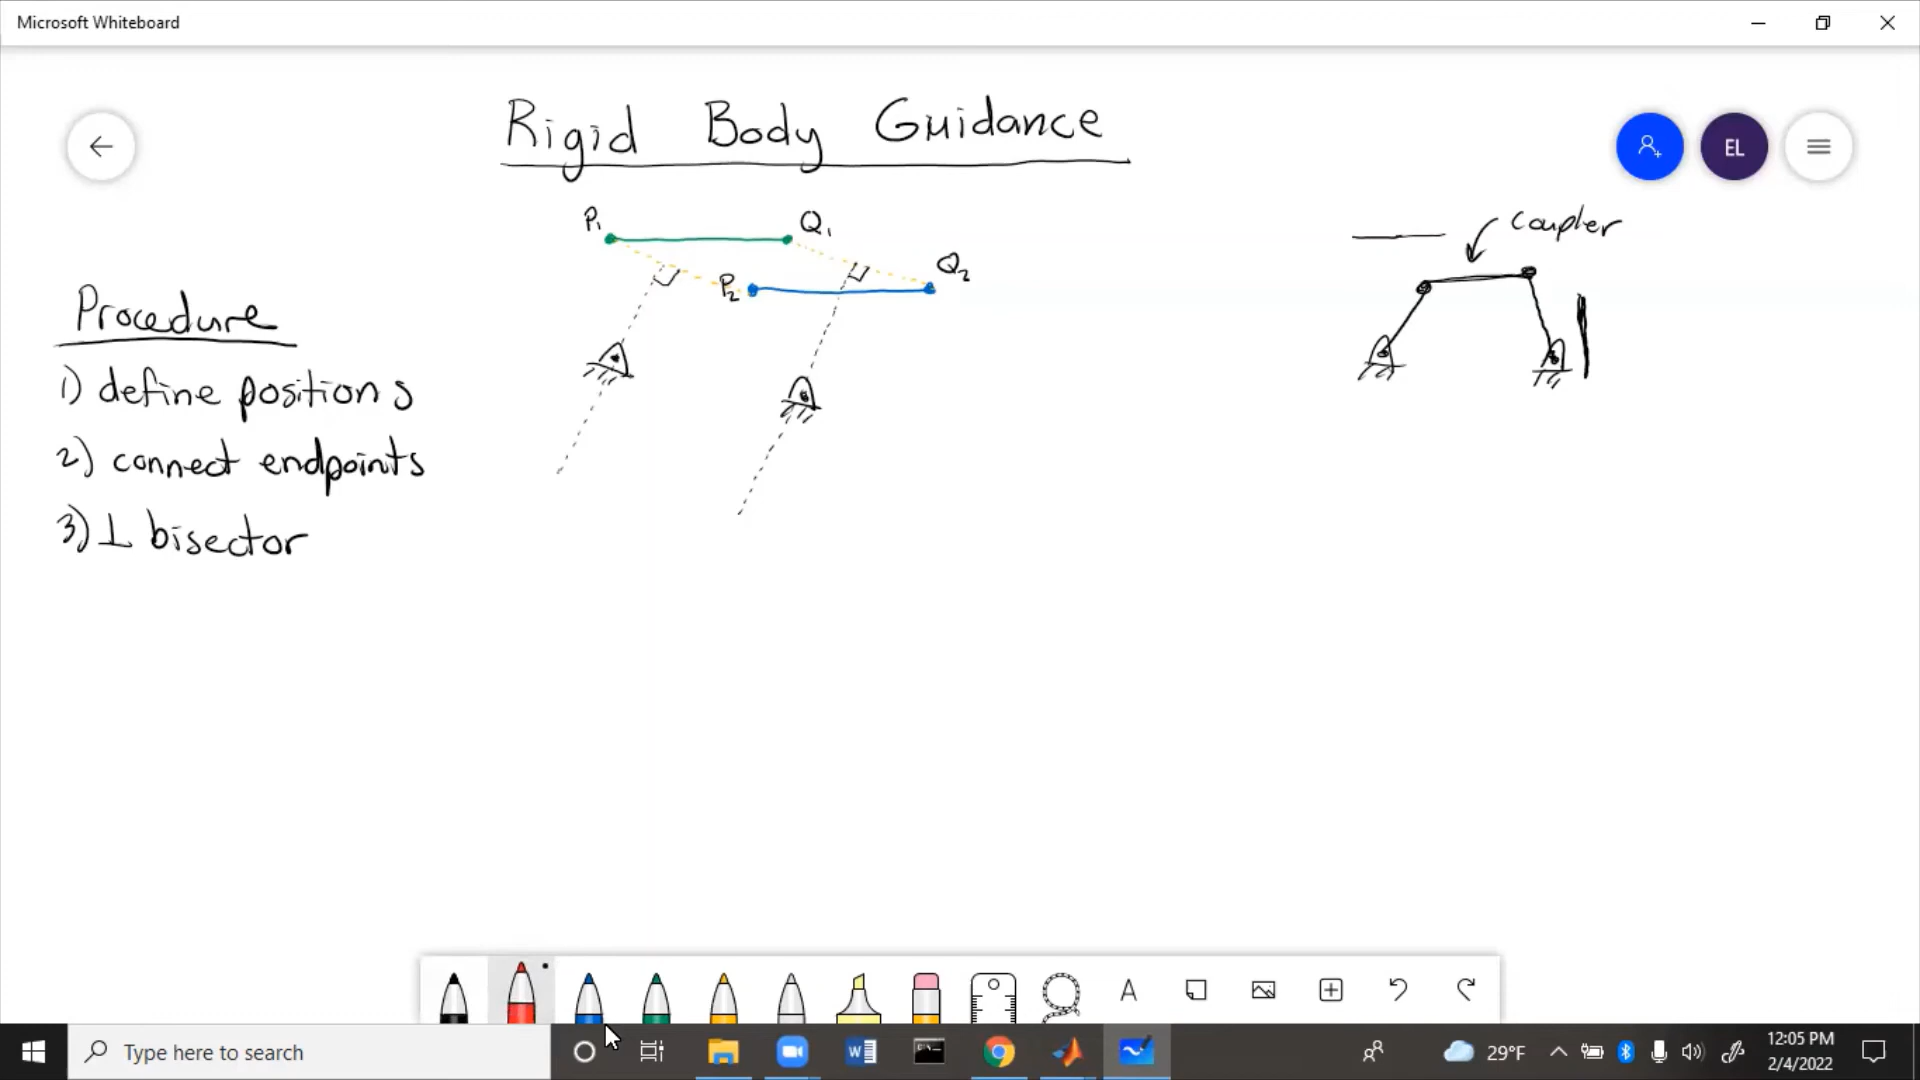 Microsoft Whiteboard
Rigid Body Guidance
EL
P1
Q1
coupler
P2
Q2
Procedure
1) define positions
2) connect endpoints
3) ⊥ bisector
A
Type here to search
29°F
12:05 PM
2/4/2022